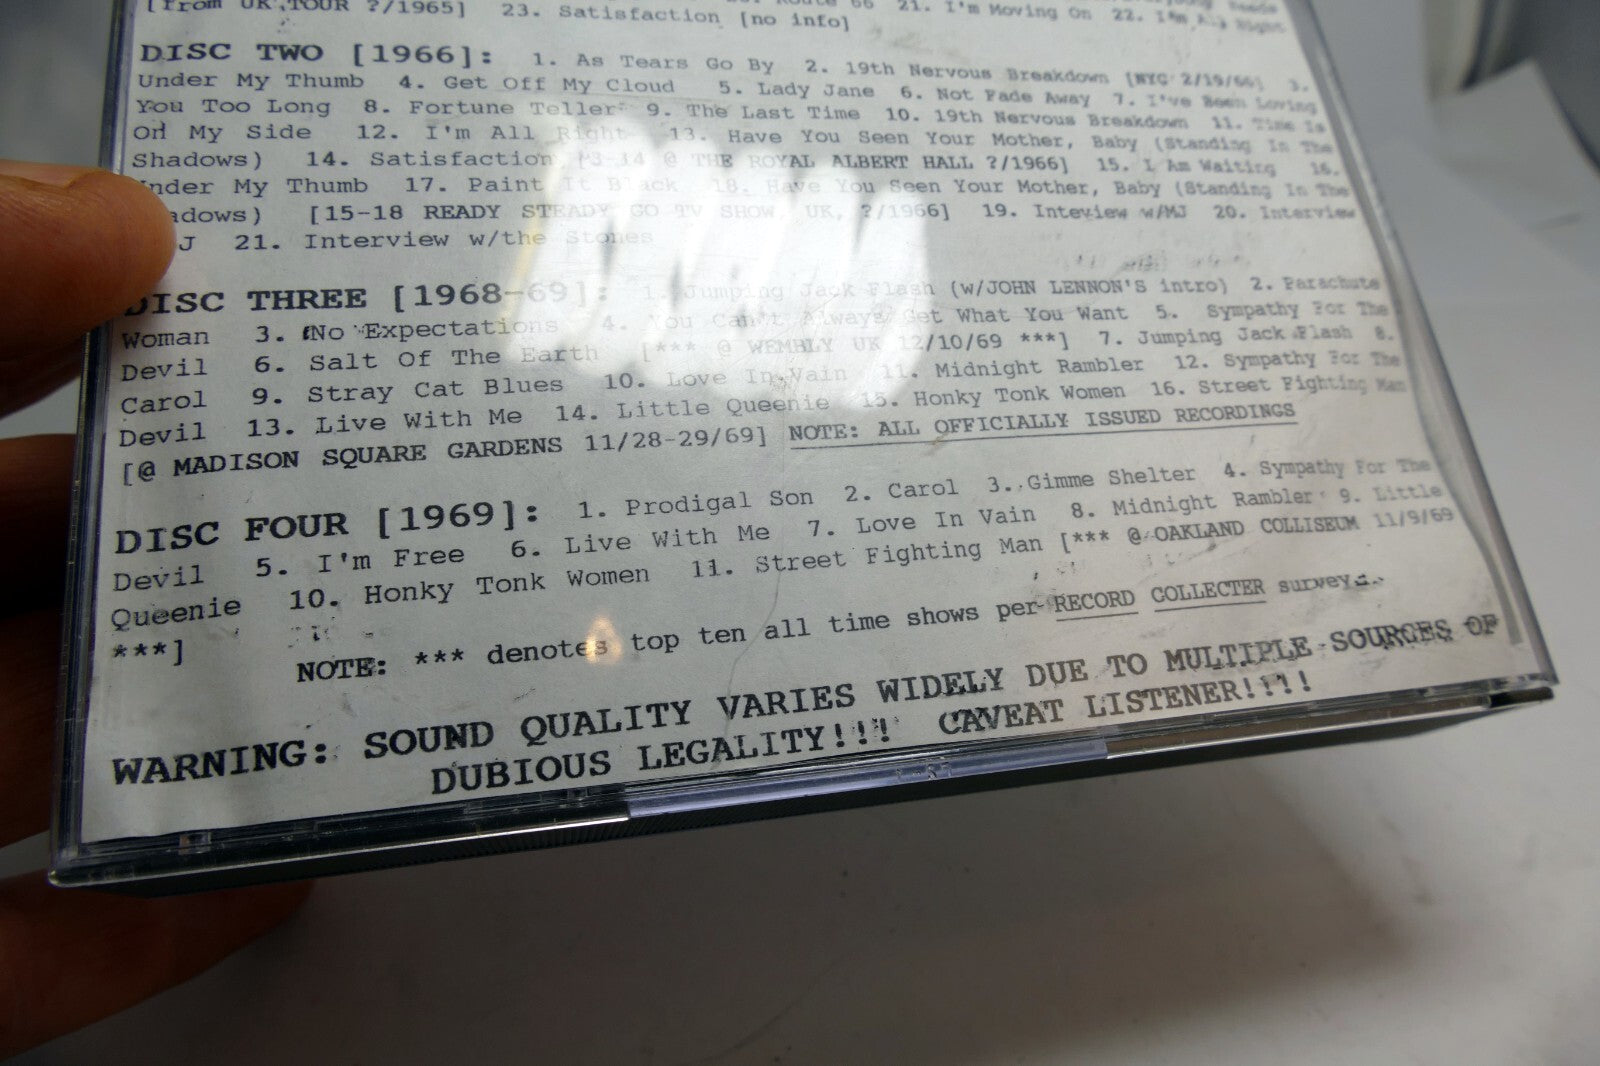 [from UK TOUR ?/1965] 23. Satisfaction [no info] 21. I'm Moving On 22. I'm All Right
DISC TWO [1966]: 1. As Tears Go By 2. 19th Nervous Breakdown [NYC 2/19/66] 3.
Under My Thumb 4. Get Off My Cloud 5. Lady Jane 6. Not Fade Away 7. I've Been Loving
You Too Long 8. Fortune Teller 9. The Last Time 10. 19th Nervous Breakdown 11. Time Is
On My Side 12. I'm All Right 13. Have You Seen Your Mother, Baby (Standing In The
Shadows) 14. Satisfaction [3-14 @ THE ROYAL ALBERT HALL ?/1966] 15. I Am Waiting 16.
Under My Thumb 17. Paint It Black 18. Have You Seen Your Mother, Baby (Standing In The
adows) [15-18 READY STEADY GO TV SHOW, UK, ?/1966] 19. Inteview w/MJ 20. Interview
J 21. Interview w/the Stones
DISC THREE [1968-69]: 1. Jumping Jack Flash (w/JOHN LENNON'S intro) 2. Parachute
Woman 3. No Expectations 4. You Can't Always Get What You Want 5. Sympathy For The
Devil 6. Salt Of The Earth [*** @ WEMBLY UK 12/10/69 ***] 7. Jumping Jack Flash 8.
Carol 9. Stray Cat Blues 10. Love In Vain 11. Midnight Rambler 12. Sympathy For The
Devil 13. Live With Me 14. Little Queenie 15. Honky Tonk Women 16. Street Fighting Man
[@ MADISON SQUARE GARDENS 11/28-29/69] NOTE: ALL OFFICIALLY ISSUED RECORDINGS
DISC FOUR [1969]: 1. Prodigal Son 2. Carol 3. Gimme Shelter 4. Sympathy For The
Devil 5. I'm Free 6. Live With Me 7. Love In Vain 8. Midnight Rambler 9. Little
Queenie 10. Honky Tonk Women 11. Street Fighting Man [*** @ OAKLAND COLLISEUM 11/9/69
***]
NOTE: *** denotes top ten all time shows per RECORD COLLECTER survey.
WARNING: SOUND QUALITY VARIES WIDELY DUE TO MULTIPLE SOURCES OF
DUBIOUS LEGALITY!!! CAVEAT LISTENER!!!!